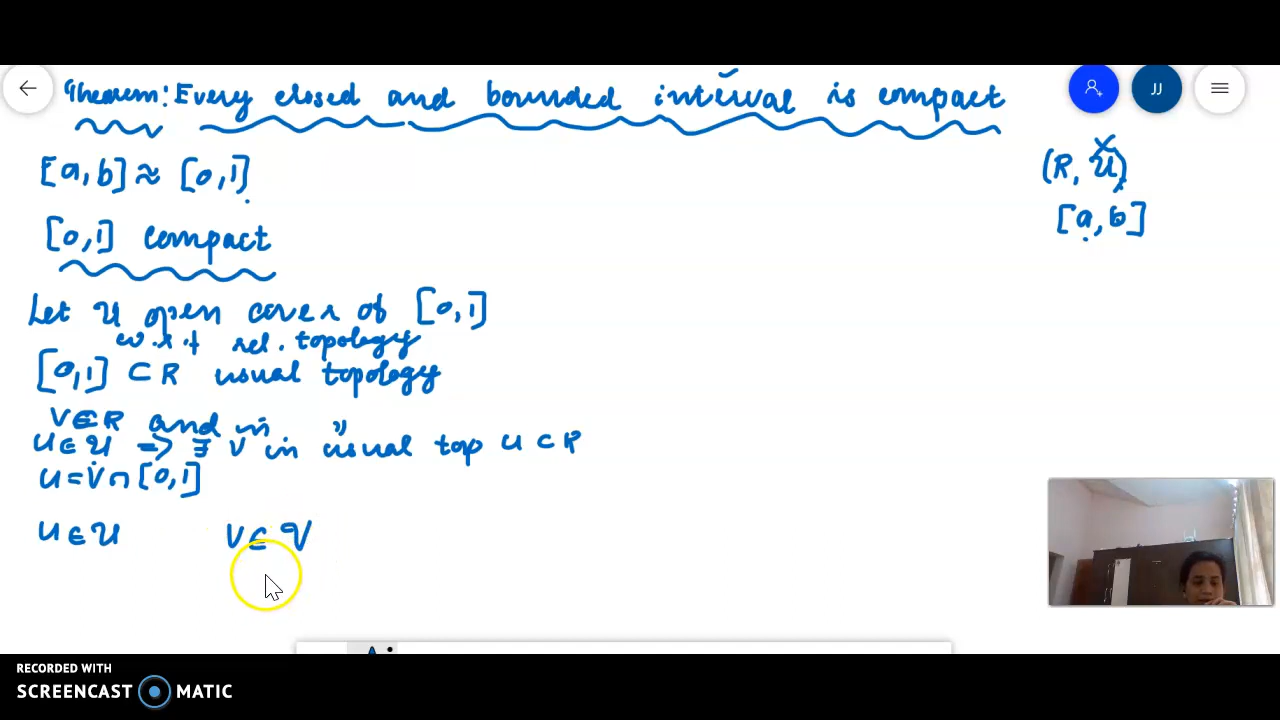 Theorem: Every closed and bounded interval is compact
[a,b] ≈ [0,1]
(R, U)
[a,b]
[0,1] compact
Let U open cover of [0,1]
w.r.t rel. topology
[0,1] ⊂ R usual topology
V∈R and in "
U∈U => ∃ V in usual top U ⊂ R
U = V ∩ [0,1]
U∈U V∈V
JJ
RECORDED WITH
SCREENCAST MATIC